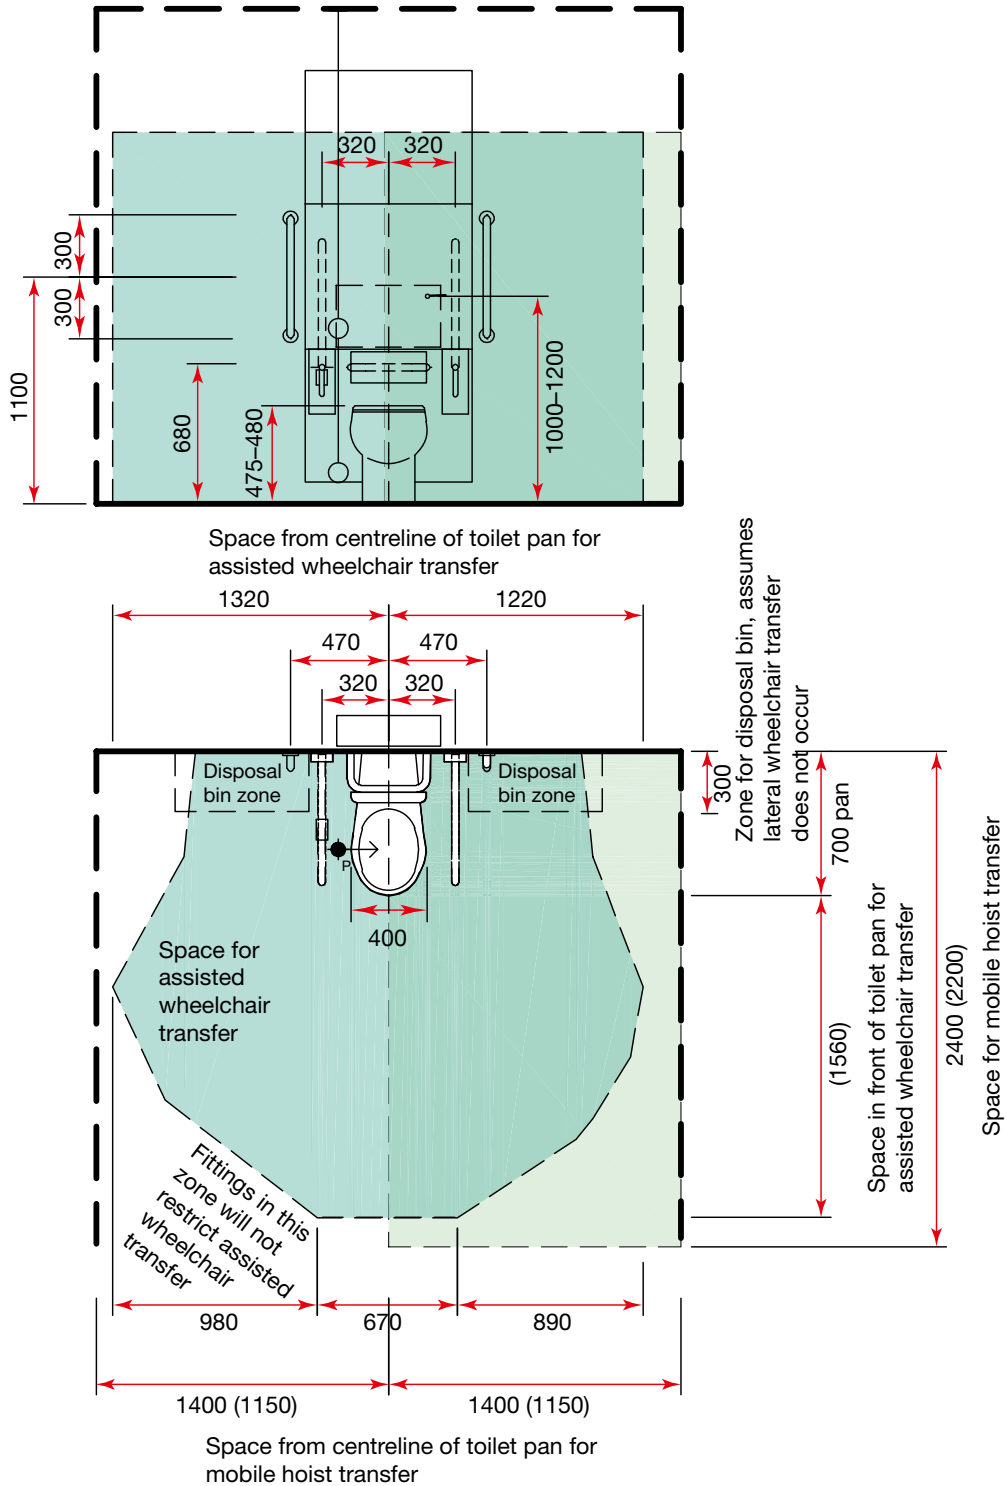 320
320
300
300
1100
680
475–480
1000–1200
Space from centreline of toilet pan for
assisted wheelchair transfer
1320
1220
470
470
320
320
Zone for disposal bin, assumes
lateral wheelchair transfer
does not occur
Disposal
bin zone
Disposal
bin zone
300
700 pan
P
400
Space for
assisted
wheelchair
transfer
(1560)
Space in front of toilet pan for
assisted wheelchair transfer
2400 (2200)
Space for mobile hoist transfer
Fittings in this
zone will not
restrict assisted
wheelchair
transfer
980
670
890
1400 (1150)
1400 (1150)
Space from centreline of toilet pan for
mobile hoist transfer